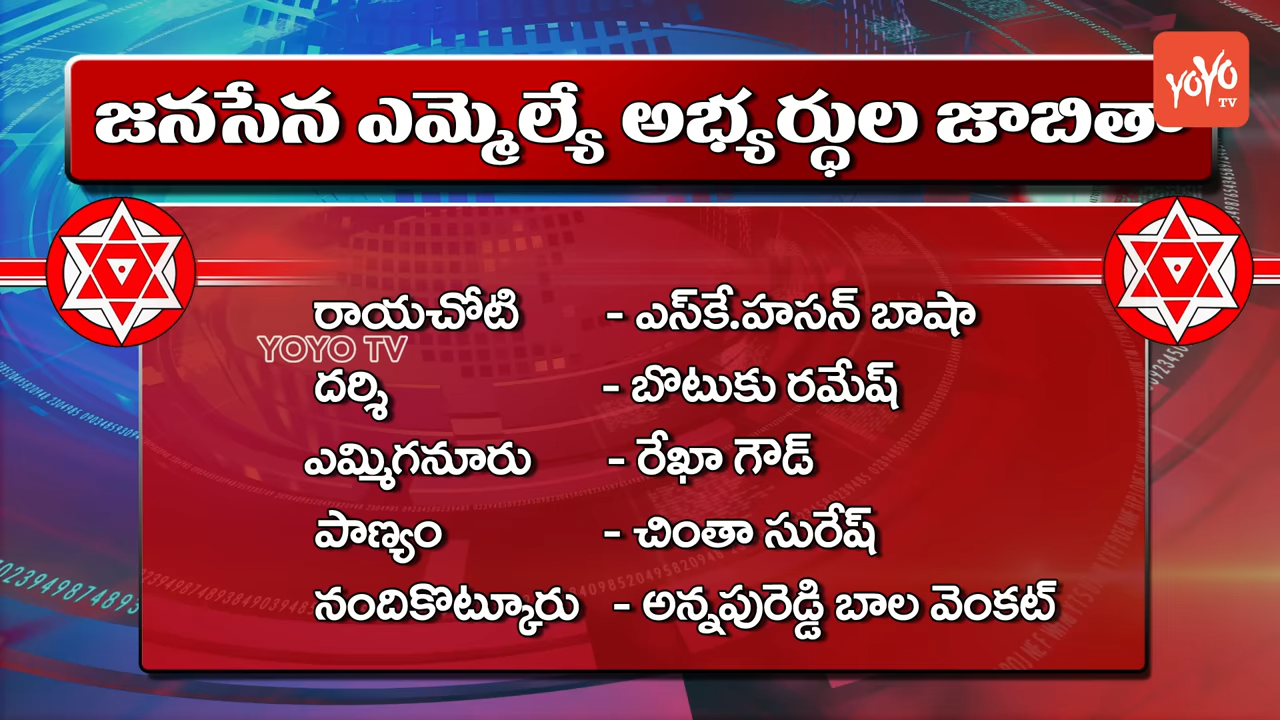 జనసేన ఎమ్మెల్యే అభ్యర్ధుల జాబితా
YOYO TV
రాయచోటి - ఎస్‌కే.హసన్ బాషా
YOYO TV
దర్శి - బొటుకు రమేష్
ఎమ్మిగనూరు - రేఖా గౌడ్
పాణ్యం - చింతా సురేష్
నందికొట్కూరు - అన్నపురెడ్డి బాల వెంకట్